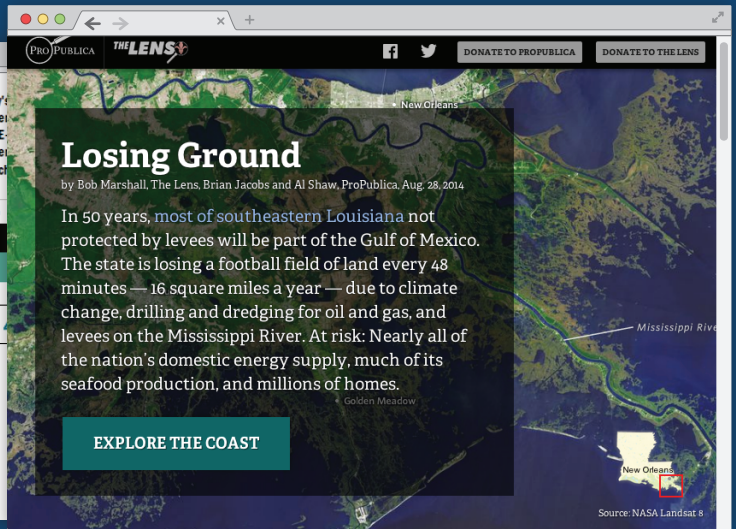 PROPUBLICA
THE LENS
DONATE TO PROPUBLICA
DONATE TO THE LENS
New Orleans
Losing Ground
by Bob Marshall, The Lens, Brian Jacobs and Al Shaw, ProPublica, Aug. 28, 2014
In 50 years, most of southeastern Louisiana not
protected by levees will be part of the Gulf of Mexico.
The state is losing a football field of land every 48
minutes — 16 square miles a year — due to climate
change, drilling and dredging for oil and gas, and
levees on the Mississippi River. At risk: Nearly all of
the nation's domestic energy supply, much of its
seafood production, and millions of homes.
Mississippi Rive
Golden Meadow
EXPLORE THE COAST
New Orleans
Source: NASA Landsat 8